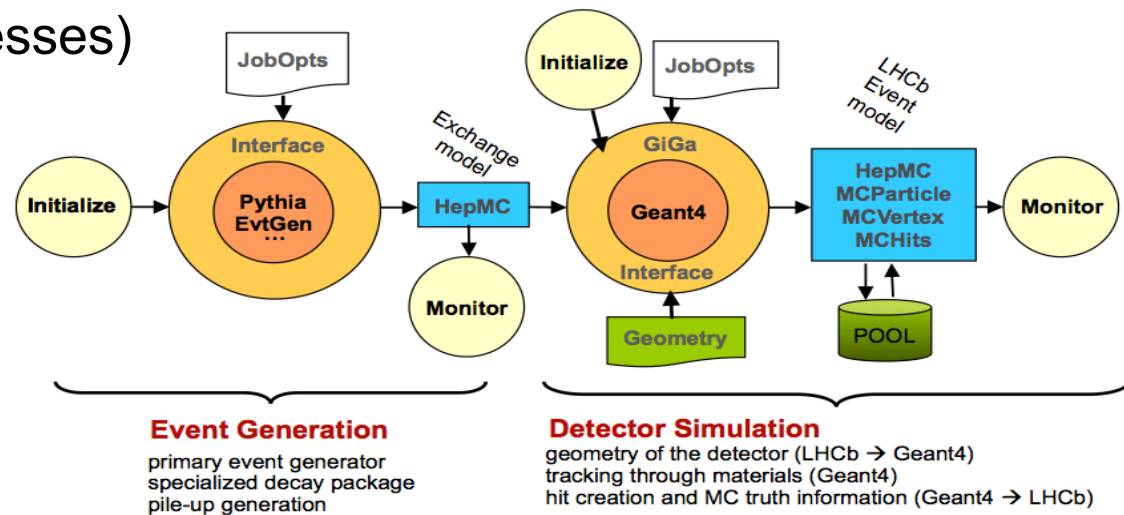 esses)
JobOpts
Interface
Initialize
Pythia
EvtGen
...
Exchange
model
HepMC
Monitor
Initialize
JobOpts
GiGa
Geant4
Interface
Geometry
LHCb
Event
model
HepMC
MCParticle
MCVertex
MCHits
Monitor
POOL
Event Generation
primary event generator
specialized decay package
pile-up generation
Detector Simulation
geometry of the detector (LHCb → Geant4)
tracking through materials (Geant4)
hit creation and MC truth information (Geant4 → LHCb)